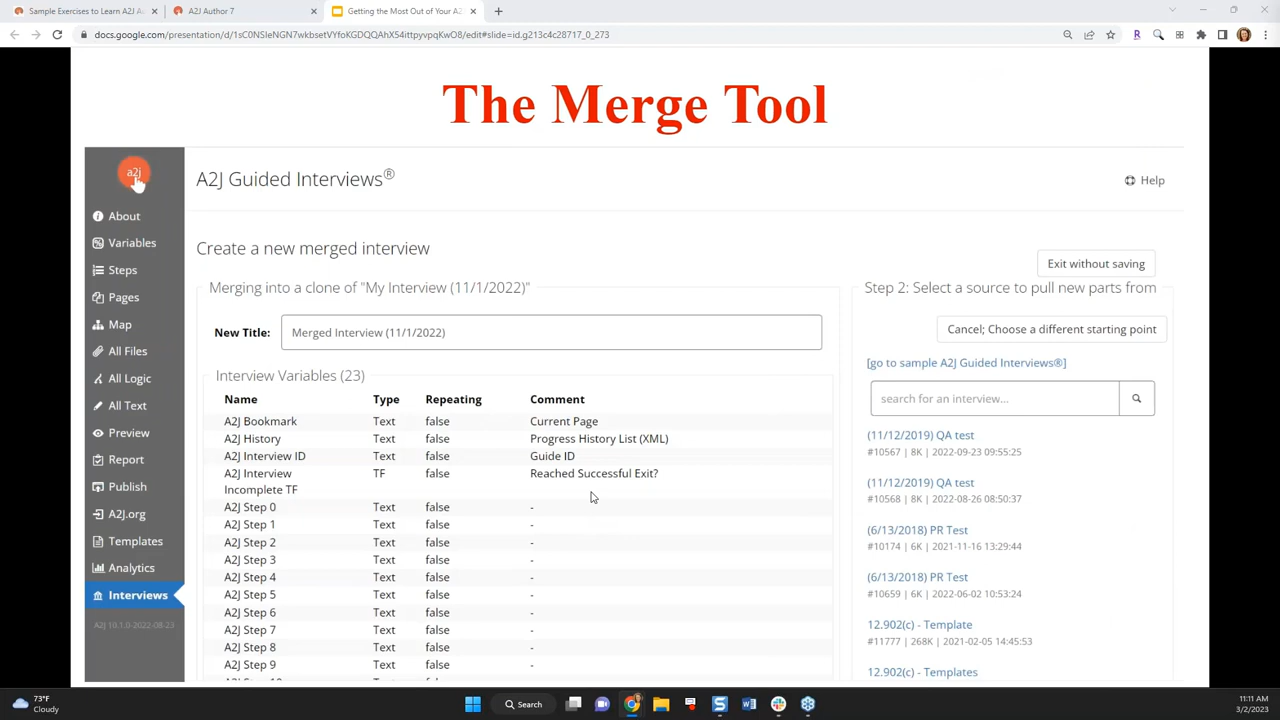 Sample Exercises to Learn A2J A
A2J Author 7
Getting the Most Out of Your A2
docs.google.com/presentation/d/1sC0NSIeNGN7wkbsetVYfoKGDQQAhX54ittpyvpqKwO8/edit#slide=id.g213c4c28717_0_273
The Merge Tool
a2j
A2J Guided Interviews®
Help
About
Variables
Steps
Pages
Map
All Files
All Logic
All Text
Preview
Report
Publish
A2J.org
Templates
Analytics
Interviews
A2J 10.1.0-2022-08-23
Create a new merged interview
Exit without saving
Merging into a clone of "My Interview (11/1/2022)"
New Title: Merged Interview (11/1/2022)
Interview Variables (23)
Name Type Repeating Comment
A2J Bookmark Text false Current Page
A2J History Text false Progress History List (XML)
A2J Interview ID Text false Guide ID
A2J Interview Incomplete TF TF false Reached Successful Exit?
A2J Step 0 Text false -
A2J Step 1 Text false -
A2J Step 2 Text false -
A2J Step 3 Text false -
A2J Step 4 Text false -
A2J Step 5 Text false -
A2J Step 6 Text false -
A2J Step 7 Text false -
A2J Step 8 Text false -
A2J Step 9 Text false -
Step 2: Select a source to pull new parts from
Cancel; Choose a different starting point
[go to sample A2J Guided Interviews®]
search for an interview...
(11/12/2019) QA test
#10567 | 8K | 2022-09-23 09:55:25
(11/12/2019) QA test
#10568 | 8K | 2022-08-26 08:50:37
(6/13/2018) PR Test
#10174 | 6K | 2021-11-16 13:29:44
(6/13/2018) PR Test
#10659 | 6K | 2022-06-02 10:53:24
12.902(c) - Template
#11777 | 268K | 2021-02-05 14:45:53
12.902(c) - Templates
73°F
Cloudy
Search
11:11 AM
3/2/2023